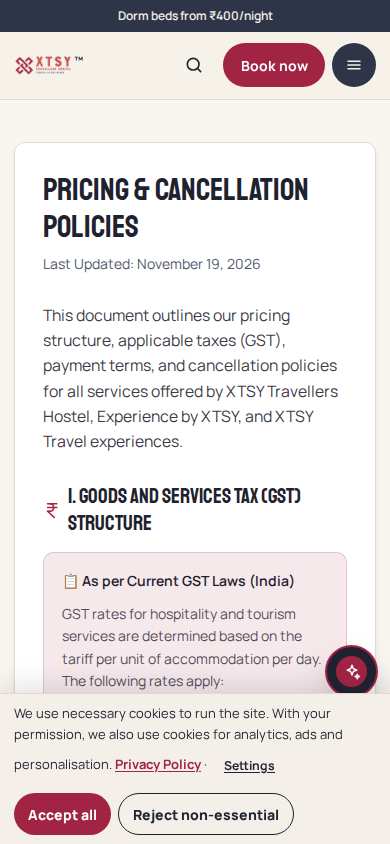 Dorm beds from ₹400/night
XTSY ™
Book now
PRICING & CANCELLATION
POLICIES
Last Updated: November 19, 2026
This document outlines our pricing
structure, applicable taxes (GST),
payment terms, and cancellation policies
for all services offered by XTSY Travellers
Hostel, Experience by XTSY, and XTSY
Travel experiences.
₹ 1. GOODS AND SERVICES TAX (GST)
STRUCTURE
📋 As per Current GST Laws (India)
GST rates for hospitality and tourism
services are determined based on the
tariff per unit of accommodation per day.
The following rates apply:
We use necessary cookies to run the site. With your
permission, we also use cookies for analytics, ads and
personalisation. Privacy Policy · Settings
Accept all Reject non-essential